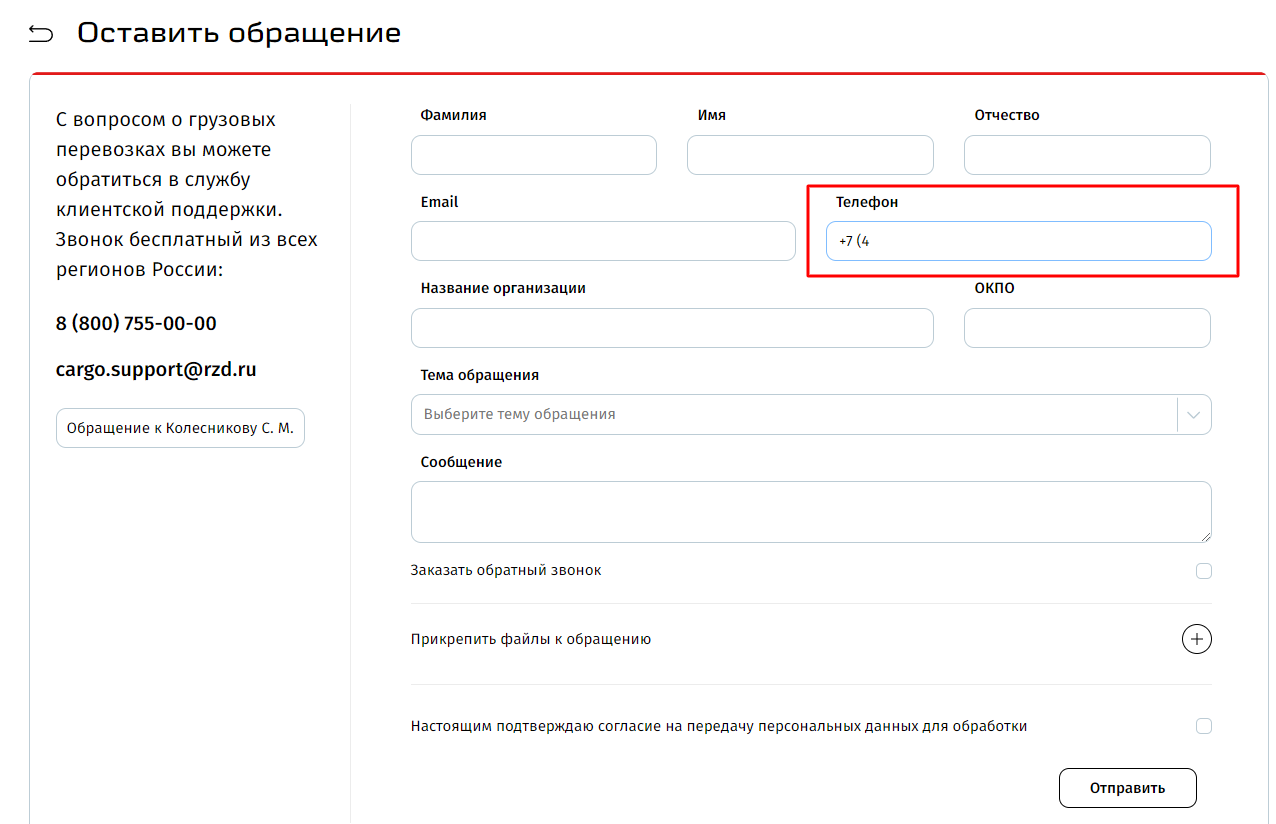 Оставить обращение
С вопросом о грузовых
перевозках вы можете
обратиться в службу
клиентской поддержки.
Звонок бесплатный из всех
регионов России:
8 (800) 755-00-00
cargo.support@rzd.ru
Обращение к Колесникову С. М.
Фамилия
Имя
Отчество
Email
Телефон
+7 (4
Название организации
ОКПО
Тема обращения
Выберите тему обращения
Сообщение
Заказать обратный звонок
Прикрепить файлы к обращению
Настоящим подтверждаю согласие на передачу персональных данных для обработки
Отправить